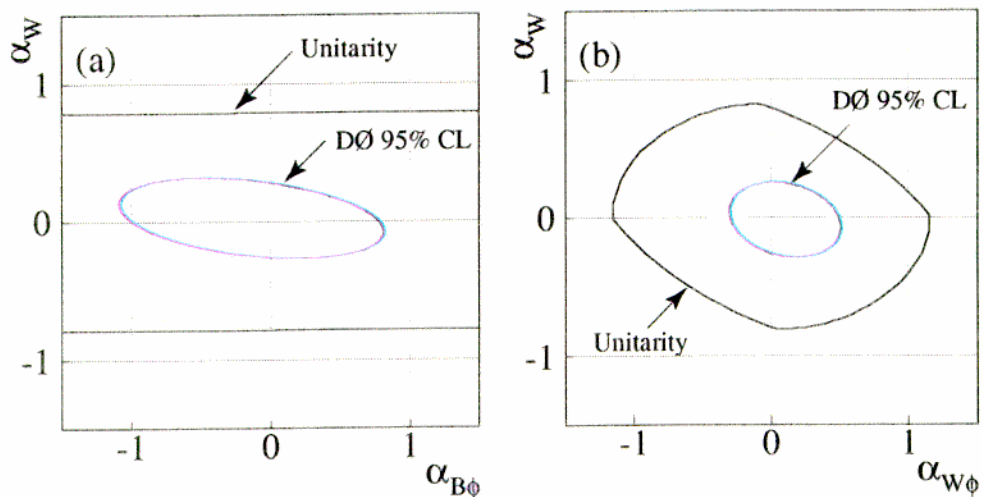 (a)
Unitarity
DØ 95% CL
α_W
1
0
-1
-1
0
1
α_Bϕ
(b)
DØ 95% CL
Unitarity
α_W
1
0
-1
-1
0
1
α_Wϕ